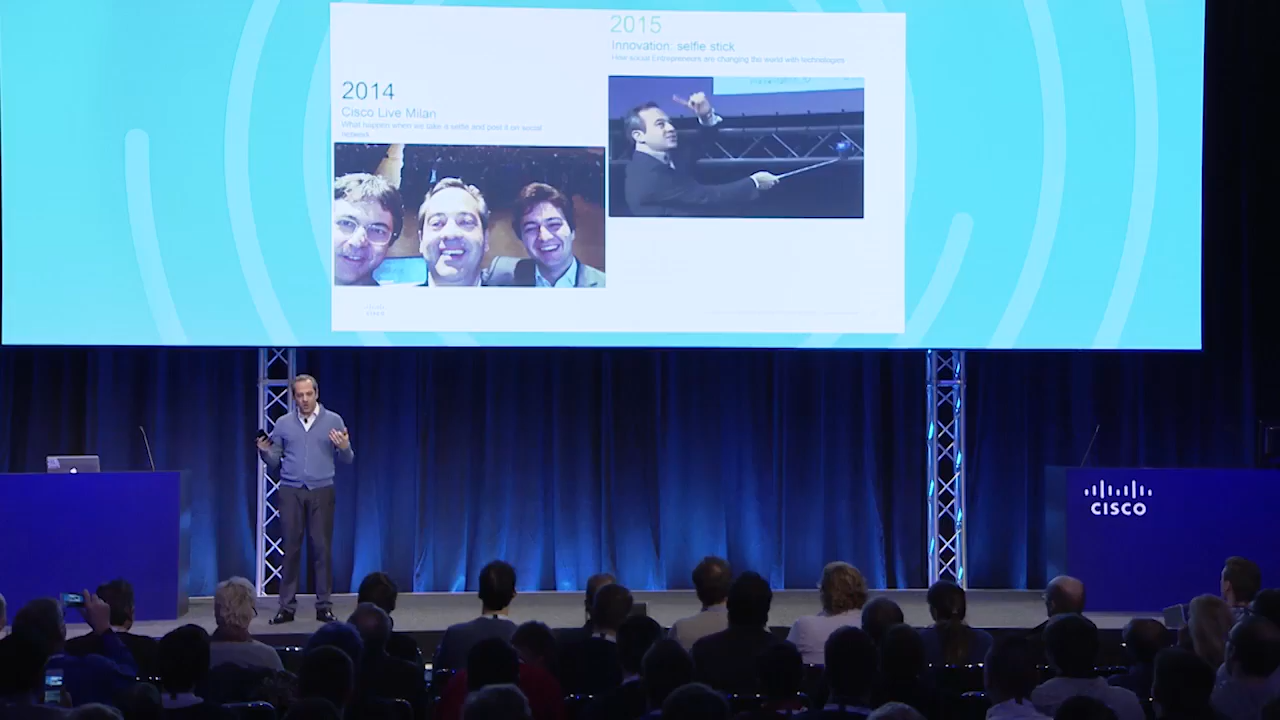 2014
Cisco Live Milan
What happen when we take a selfie and post it on social
network
2015
Innovation: selfie stick
How social Entrepreneurs are changing the world with technologies
CISCO
CISCO